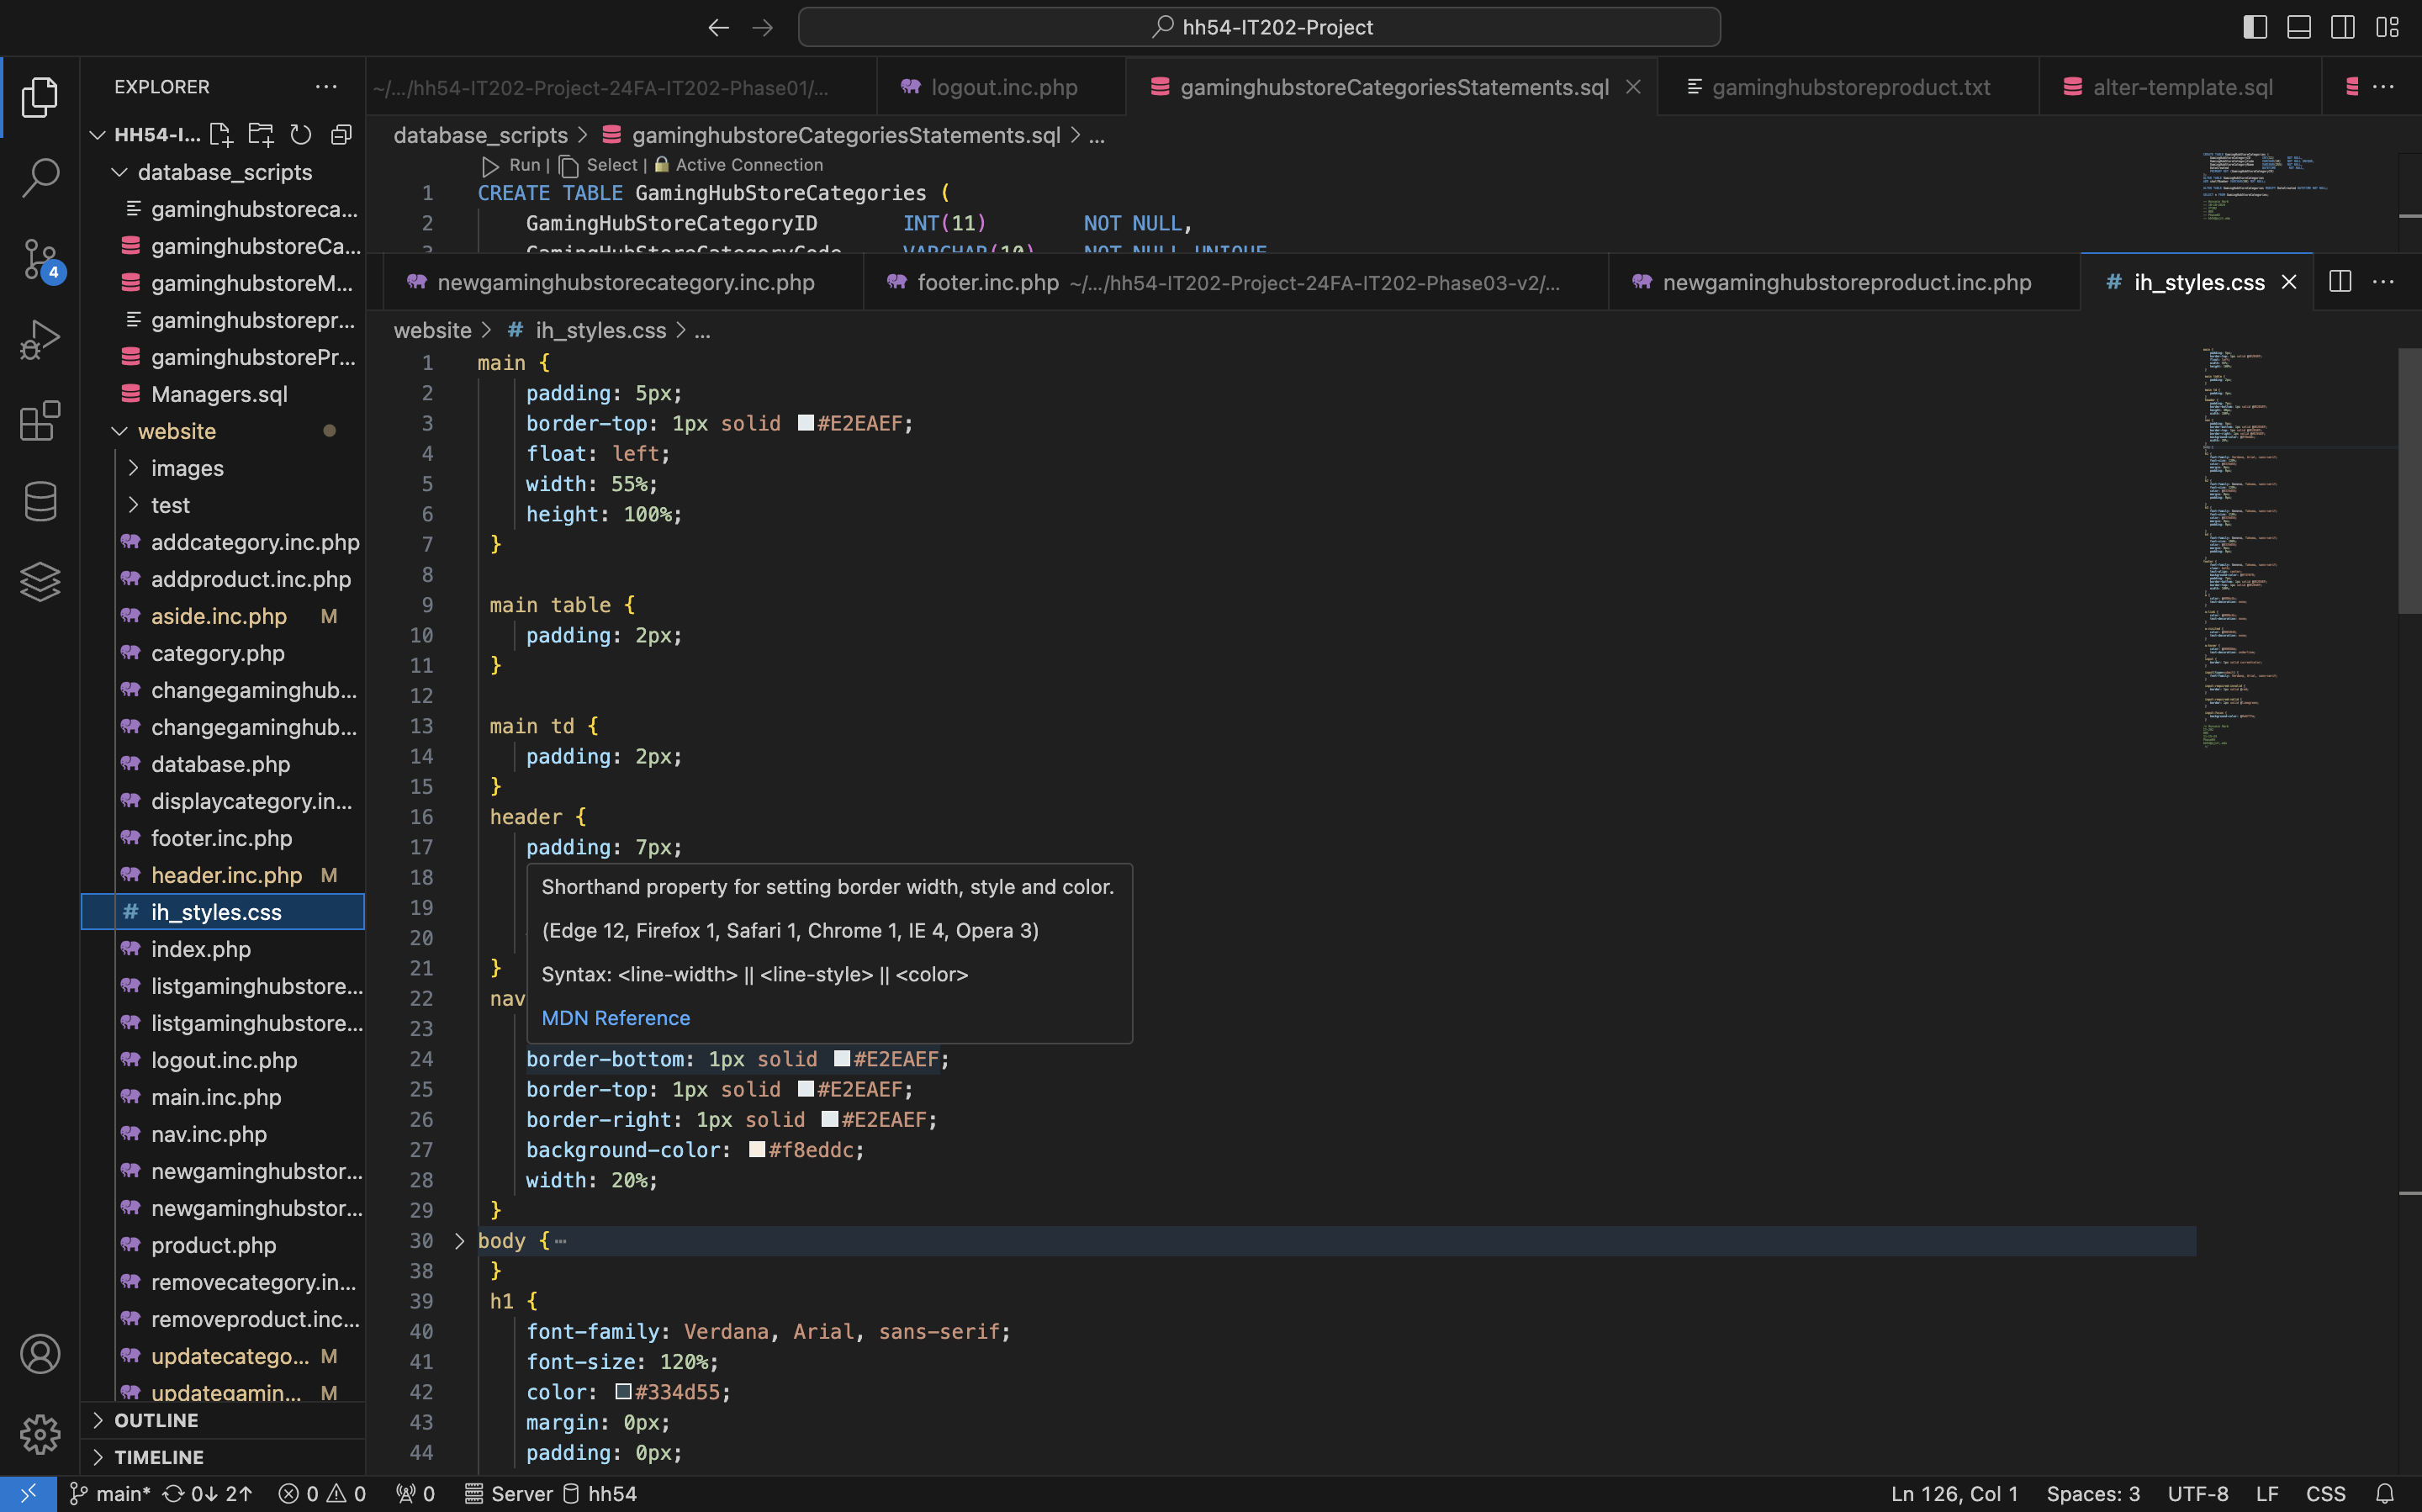 hh54-IT202-Project
EXPLORER
~/.../hh54-IT202-Project-24FA-IT202-Phase01/...
logout.inc.php
gaminghubstoreCategoriesStatements.sql
gaminghubstoreproduct.txt
alter-template.sql
HH54-I...
database_scripts
gaminghubstoreca...
gaminghubstoreCa...
gaminghubstoreM...
gaminghubstorepr...
gaminghubstorePr...
Managers.sql
website
images
test
addcategory.inc.php
addproduct.inc.php
aside.inc.php M
category.php
changegaminghub...
changegaminghub...
database.php
displaycategory.in...
footer.inc.php
header.inc.php M
# ih_styles.css
index.php
listgaminghubstore...
listgaminghubstore...
logout.inc.php
main.inc.php
nav.inc.php
newgaminghubstor...
newgaminghubstor...
product.php
removecategory.in...
removeproduct.inc...
updatecatego... M
updategamin... M
OUTLINE
TIMELINE
4
database_scripts > gaminghubstoreCategoriesStatements.sql > ...
Run | Select | Active Connection
1 CREATE TABLE GamingHubStoreCategories (
2 GamingHubStoreCategoryID INT(11) NOT NULL,
3 GamingHubStoreCategoryCode VARCHAR(10) NOT NULL UNIQUE
newgaminghubstorecategory.inc.php
footer.inc.php ~/.../hh54-IT202-Project-24FA-IT202-Phase03-v2/...
newgaminghubstoreproduct.inc.php
# ih_styles.css
website > # ih_styles.css > ...
1 main {
2 padding: 5px;
3 border-top: 1px solid #E2EAEF;
4 float: left;
5 width: 55%;
6 height: 100%;
7 }
8
9 main table {
10 padding: 2px;
11 }
12
13 main td {
14 padding: 2px;
15 }
16 header {
17 padding: 7px;
18
19
20
21 }
22 nav
23
Shorthand property for setting border width, style and color.
(Edge 12, Firefox 1, Safari 1, Chrome 1, IE 4, Opera 3)
Syntax: <line-width> || <line-style> || <color>
MDN Reference
24 border-bottom: 1px solid #E2EAEF;
25 border-top: 1px solid #E2EAEF;
26 border-right: 1px solid #E2EAEF;
27 background-color: #f8eddc;
28 width: 20%;
29 }
30 body {...
38 }
39 h1 {
40 font-family: Verdana, Arial, sans-serif;
41 font-size: 120%;
42 color: #334d55;
43 margin: 0px;
44 padding: 0px;
main* 0↓ 2↑ 0 0 0 Server hh54
Ln 126, Col 1 Spaces: 3 UTF-8 LF CSS